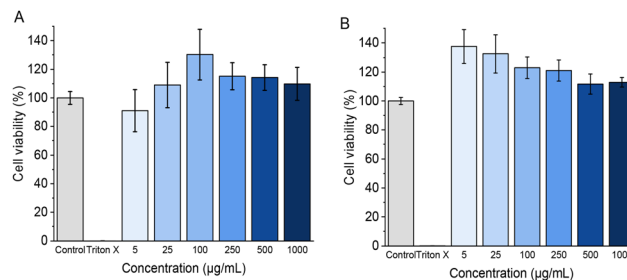 A
Cell viability (%)
140
120
100
80
60
40
20
0
Control Triton X 5 25 100 250 500 1000
Concentration (µg/mL)
B
Cell viability (%)
140
120
100
80
60
40
20
0
Control Triton X 5 25 100 250 500 100
Concentration (µg/mL)